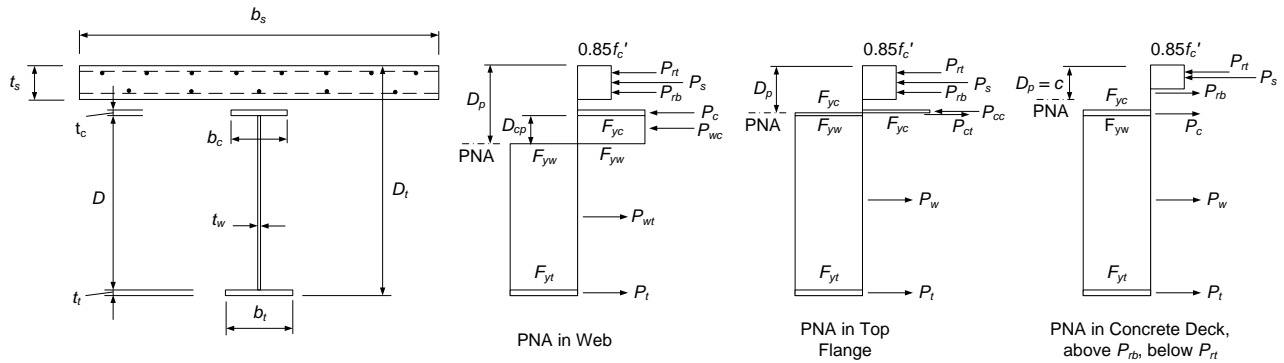 b_s
t_s
t_c
b_c
D
t_w
D_t
t_t
b_t
0.85f_c'
P_rt
P_s
P_rb
D_p
P_c
D_cp
F_yc
P_wc
PNA
F_yw
F_yw
P_wt
F_yt
P_t
PNA in Web
0.85f_c'
P_rt
P_s
P_rb
D_p
F_yc
P_cc
PNA
F_yw
F_yc
P_ct
P_w
F_yt
P_t
PNA in Top
Flange
0.85f_c'
P_rt
P_s
D_p = c
P_rb
PNA
F_yc
F_yw
P_c
P_w
F_yt
P_t
PNA in Concrete Deck,
above P_rb, below P_rt